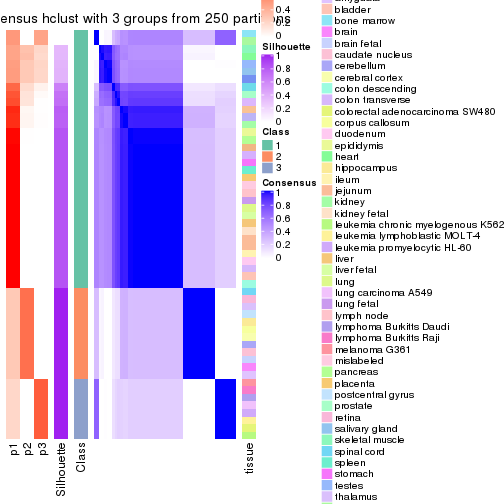 ensus hclust with 3 groups from 250 partitions
0.4
0.2
0
Silhouette
1
0.8
0.6
0.4
0.2
0
Class
1
2
3
Consensus
1
0.8
0.6
0.4
0.2
0
p1
p2
p3
Silhouette
Class
tissue
bladder
bone marrow
brain
brain fetal
caudate nucleus
cerebellum
cerebral cortex
colon descending
colon transverse
colorectal adenocarcinoma SW480
corpus callosum
duodenum
epididymis
heart
hippocampus
ileum
jejunum
kidney
kidney fetal
leukemia chronic myelogenous K562
leukemia lymphoblastic MOLT-4
leukemia promyelocytic HL-60
liver
liver fetal
lung
lung carcinoma A549
lung fetal
lymph node
lymphoma Burkitts Daudi
lymphoma Burkitts Raji
melanoma G361
mislabeled
pancreas
placenta
postcentral gyrus
prostate
retina
salivary gland
skeletal muscle
spinal cord
spleen
stomach
testes
thalamus